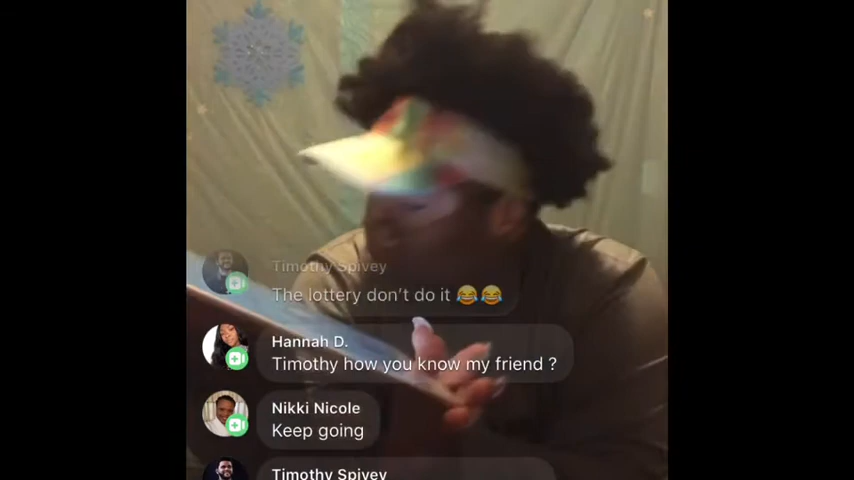 Timothy Spivey
The lottery don't do it 😂😂
Hannah D.
Timothy how you know my friend ?
Nikki Nicole
Keep going
Timothy Spivey